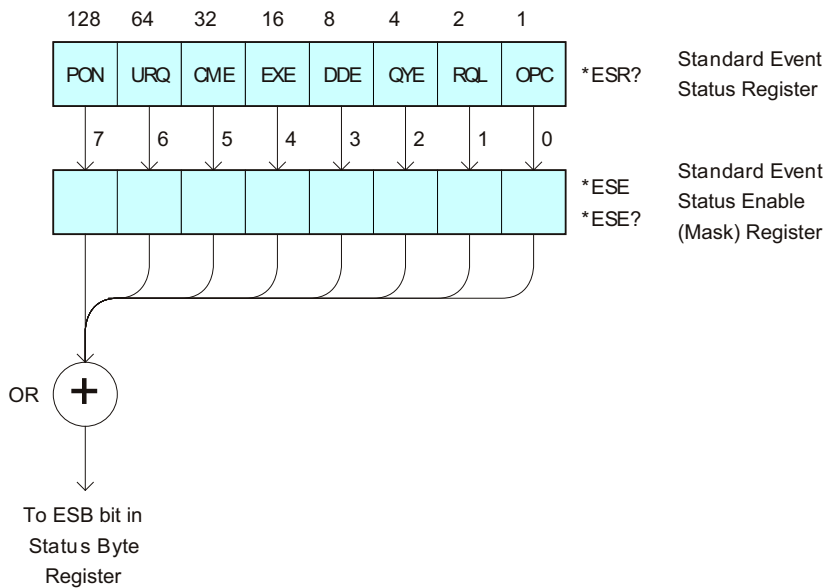 128 64 32 16 8 4 2 1
PON URQ CME EXE DDE QYE RQL OPC
*ESR?
Standard Event
Status Register
7 6 5 4 3 2 1 0
*ESE
*ESE?
Standard Event
Status Enable
(Mask) Register
OR
+
To ESB bit in
Status Byte
Register